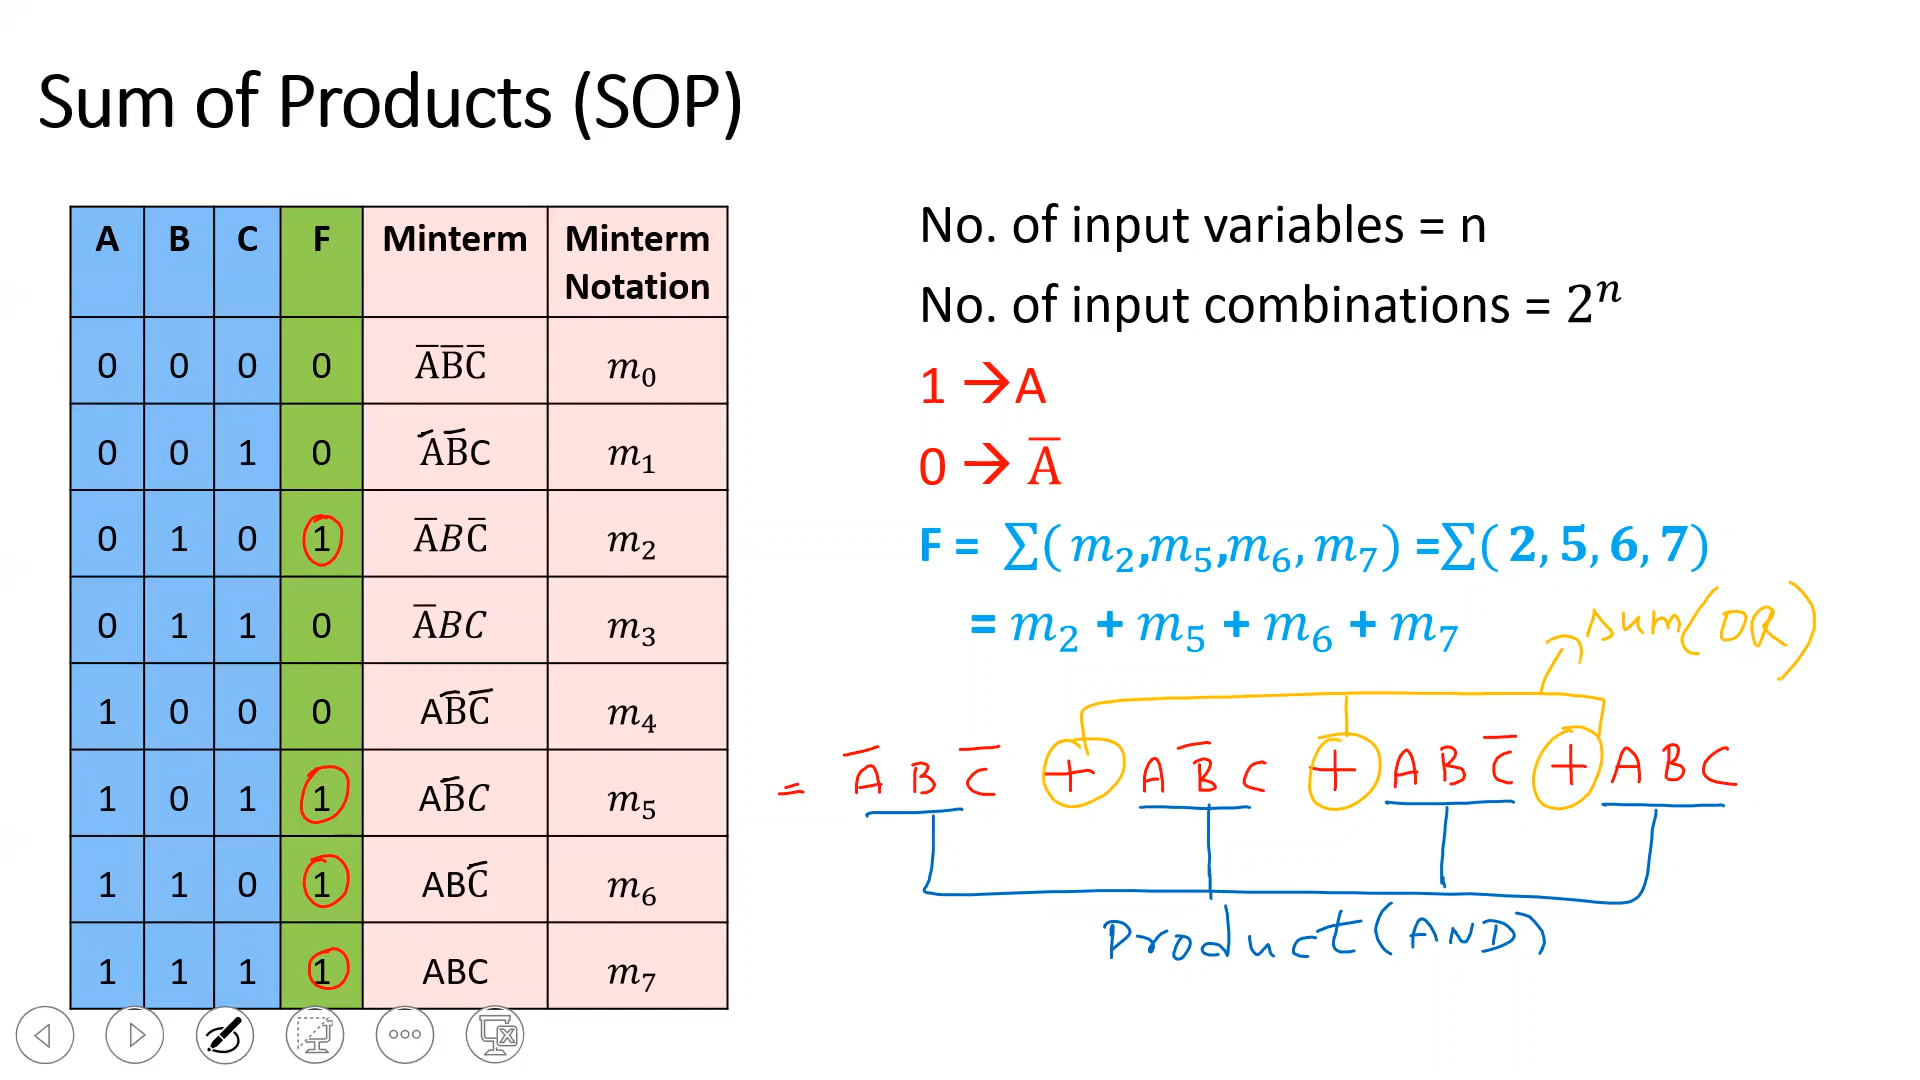 Sum of Products (SOP)
A B C F Minterm Minterm Notation
0 0 0 0 A̅B̅C̅ m₀
0 0 1 0 A̅B̅C m₁
0 1 0 1 A̅BC̅ m₂
0 1 1 0 A̅BC m₃
1 0 0 0 AB̅C̅ m₄
1 0 1 1 AB̅C m₅
1 1 0 1 ABC̅ m₆
1 1 1 1 ABC m₇
No. of input variables = n
No. of input combinations = 2ⁿ
1 →A
0 → A̅
F = ∑( m₂,m₅,m₆, m₇) =∑( 2, 5, 6, 7)
= m₂ + m₅ + m₆ + m₇
sum(OR)
= A̅ B C̅ + A B̅ C + A B C̅ + A B C
Product(AND)